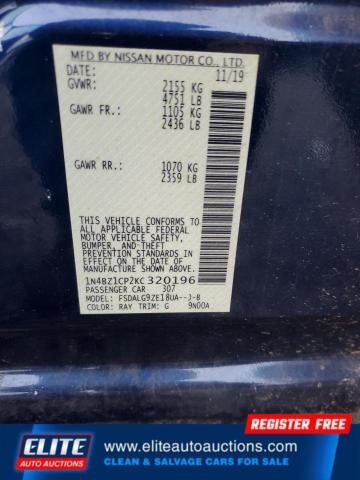 MFD BY NISSAN MOTOR CO., LTD.
DATE: 11/19
GVWR: 2155 KG
4751 LB
GAWR FR.: 1105 KG
2436 LB
GAWR RR.: 1070 KG
2359 LB
THIS VEHICLE CONFORMS TO
ALL APPLICABLE FEDERAL
MOTOR VEHICLE SAFETY,
BUMPER, AND THEFT
PREVENTION STANDARDS IN
EFFECT ON THE DATE OF
MANUFACTURE SHOWN ABOVE.
1N4BZ1CP2KC320196
PASSENGER CAR 307
MODEL: FSDALG9ZE18UA--J-B
COLOR: RAY TRIM: G 9N00A
REGISTER FREE
ELITE
AUTO AUCTIONS
www.eliteautoauctions.com
CLEAN & SALVAGE CARS FOR SALE